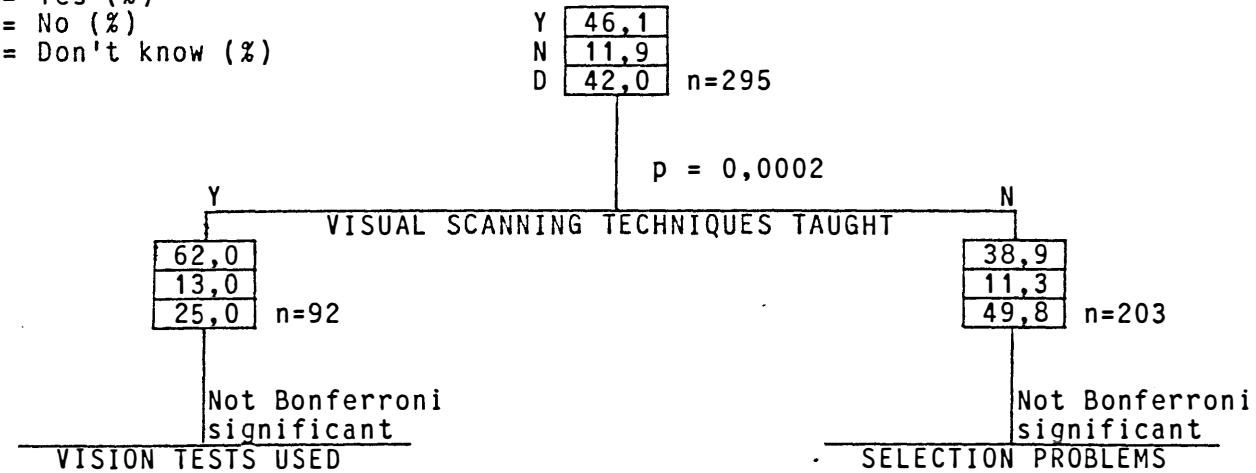 = Yes (%)
= No (%)
= Don't know (%)
Y 46,1
N 11,9
D 42,0 n=295
p = 0,0002
Y N
VISUAL SCANNING TECHNIQUES TAUGHT
62,0 38,9
13,0 11,3
25,0 n=92 49,8 n=203
Not Bonferroni Not Bonferroni
significant significant
VISION TESTS USED SELECTION PROBLEMS